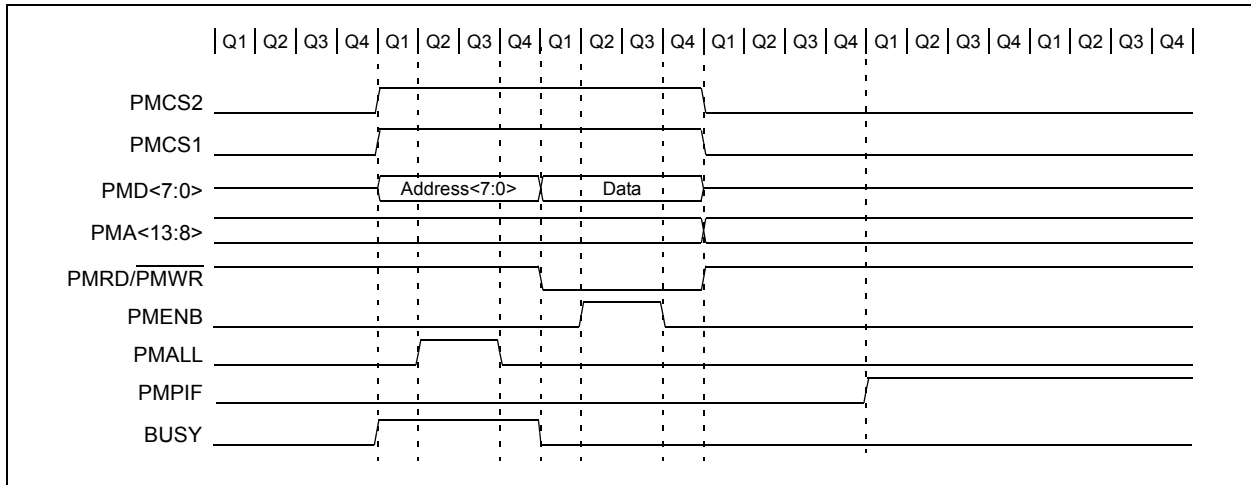 Q1 Q2 Q3 Q4 Q1 Q2 Q3 Q4 Q1 Q2 Q3 Q4 Q1 Q2 Q3 Q4 Q1 Q2 Q3 Q4 Q1 Q2 Q3 Q4
PMCS2
PMCS1
PMD<7:0> Address<7:0> Data
PMA<13:8>
PMRD/PMWR
PMENB
PMALL
PMPIF
BUSY